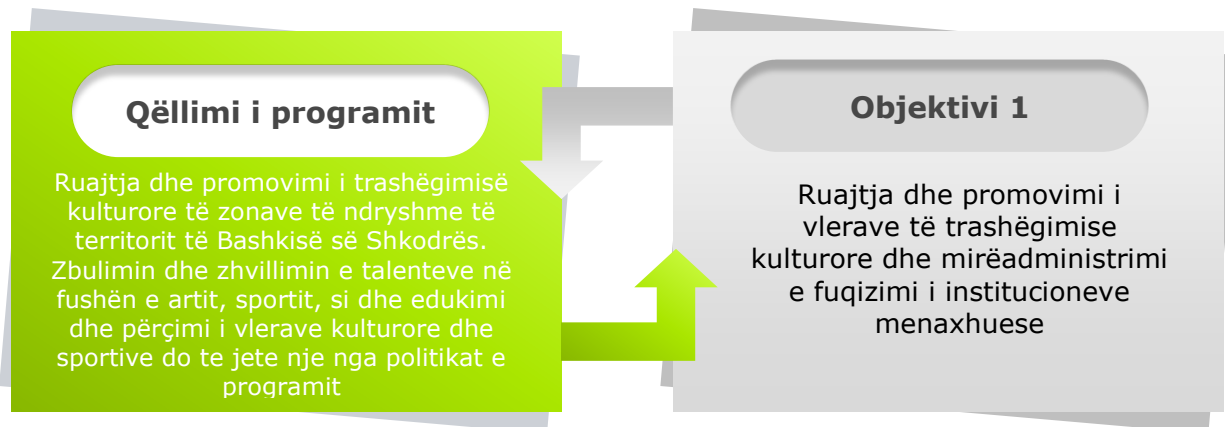 Qëllimi i programit
Ruajtja dhe promovimi i trashëgimisë
kulturore të zonave të ndryshme të
territorit të Bashkisë së Shkodrës.
Zbulimin dhe zhvillimin e talenteve në
fushën e artit, sportit, si dhe edukimi
dhe përçimi i vlerave kulturore dhe
sportive do te jete nje nga politikat e
programit
Objektivi 1
Ruajtja dhe promovimi i
vlerave të trashëgimise
kulturore dhe mirëadministrimi
e fuqizimi i institucioneve
menaxhuese